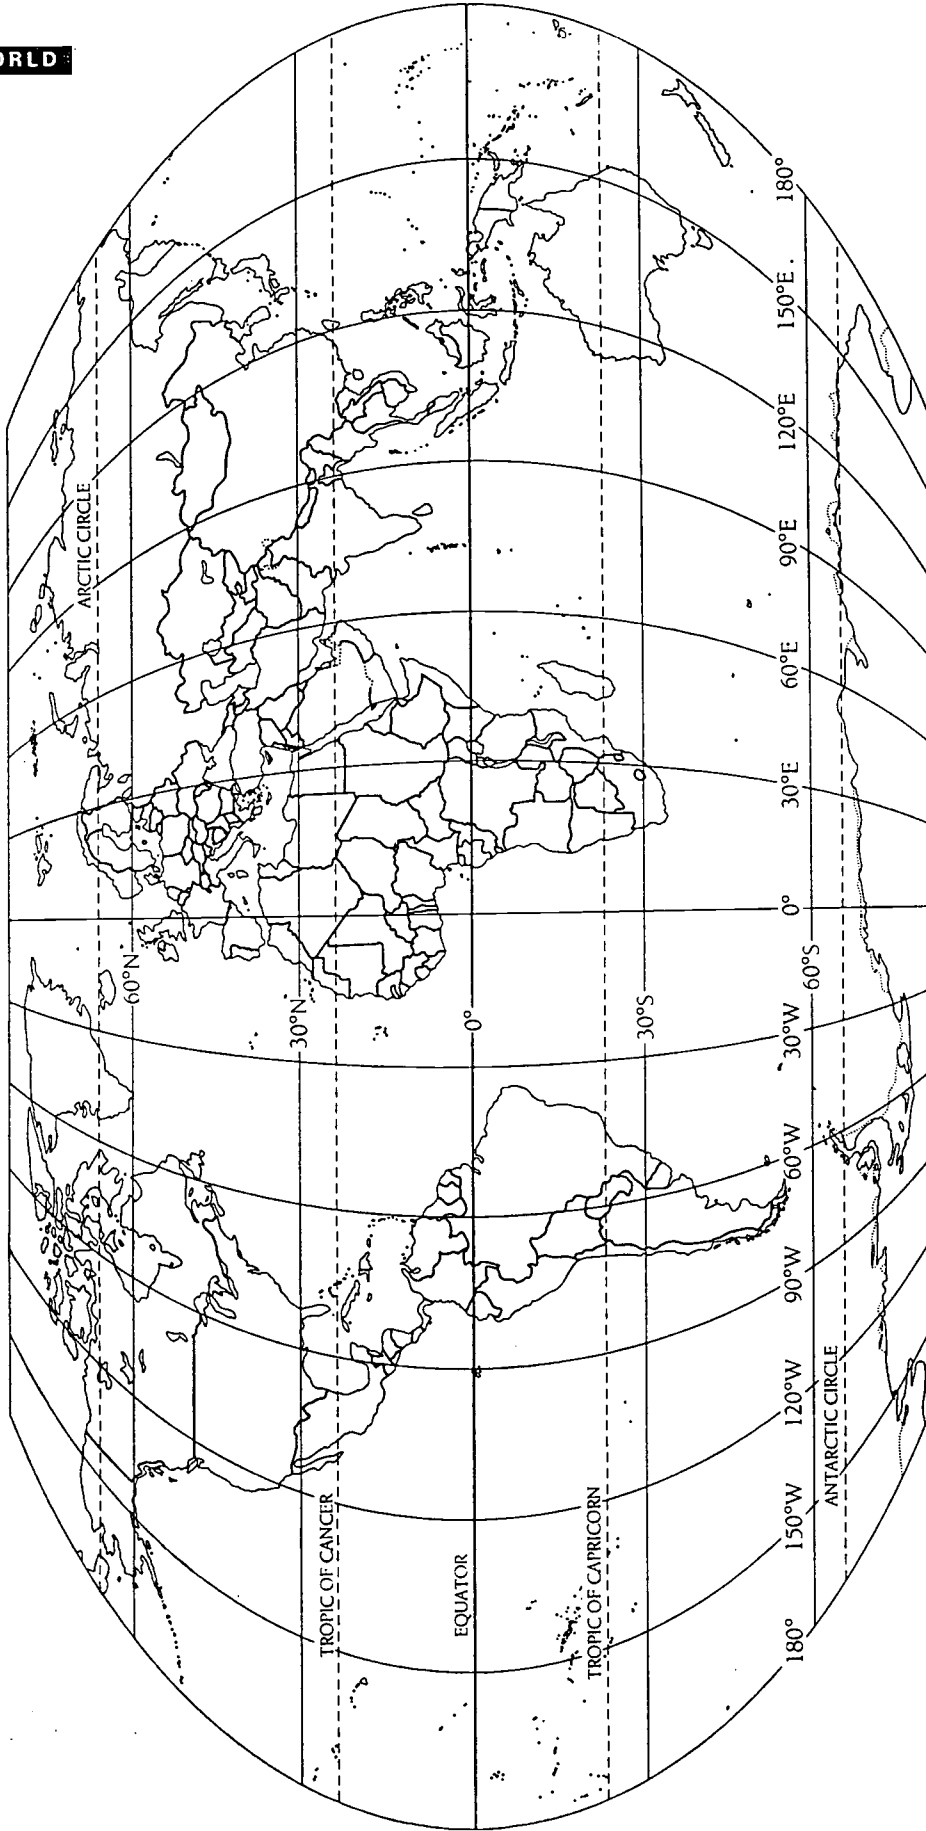 ORLD
ARCTIC CIRCLE
60°N
30°N
TROPIC OF CANCER
0°
EQUATOR
TROPIC OF CAPRICORN
30°S
60°S
ANTARCTIC CIRCLE
180°
150°W
120°W
90°W
60°W
30°W
0°
30°E
60°E
90°E
120°E
150°E
180°